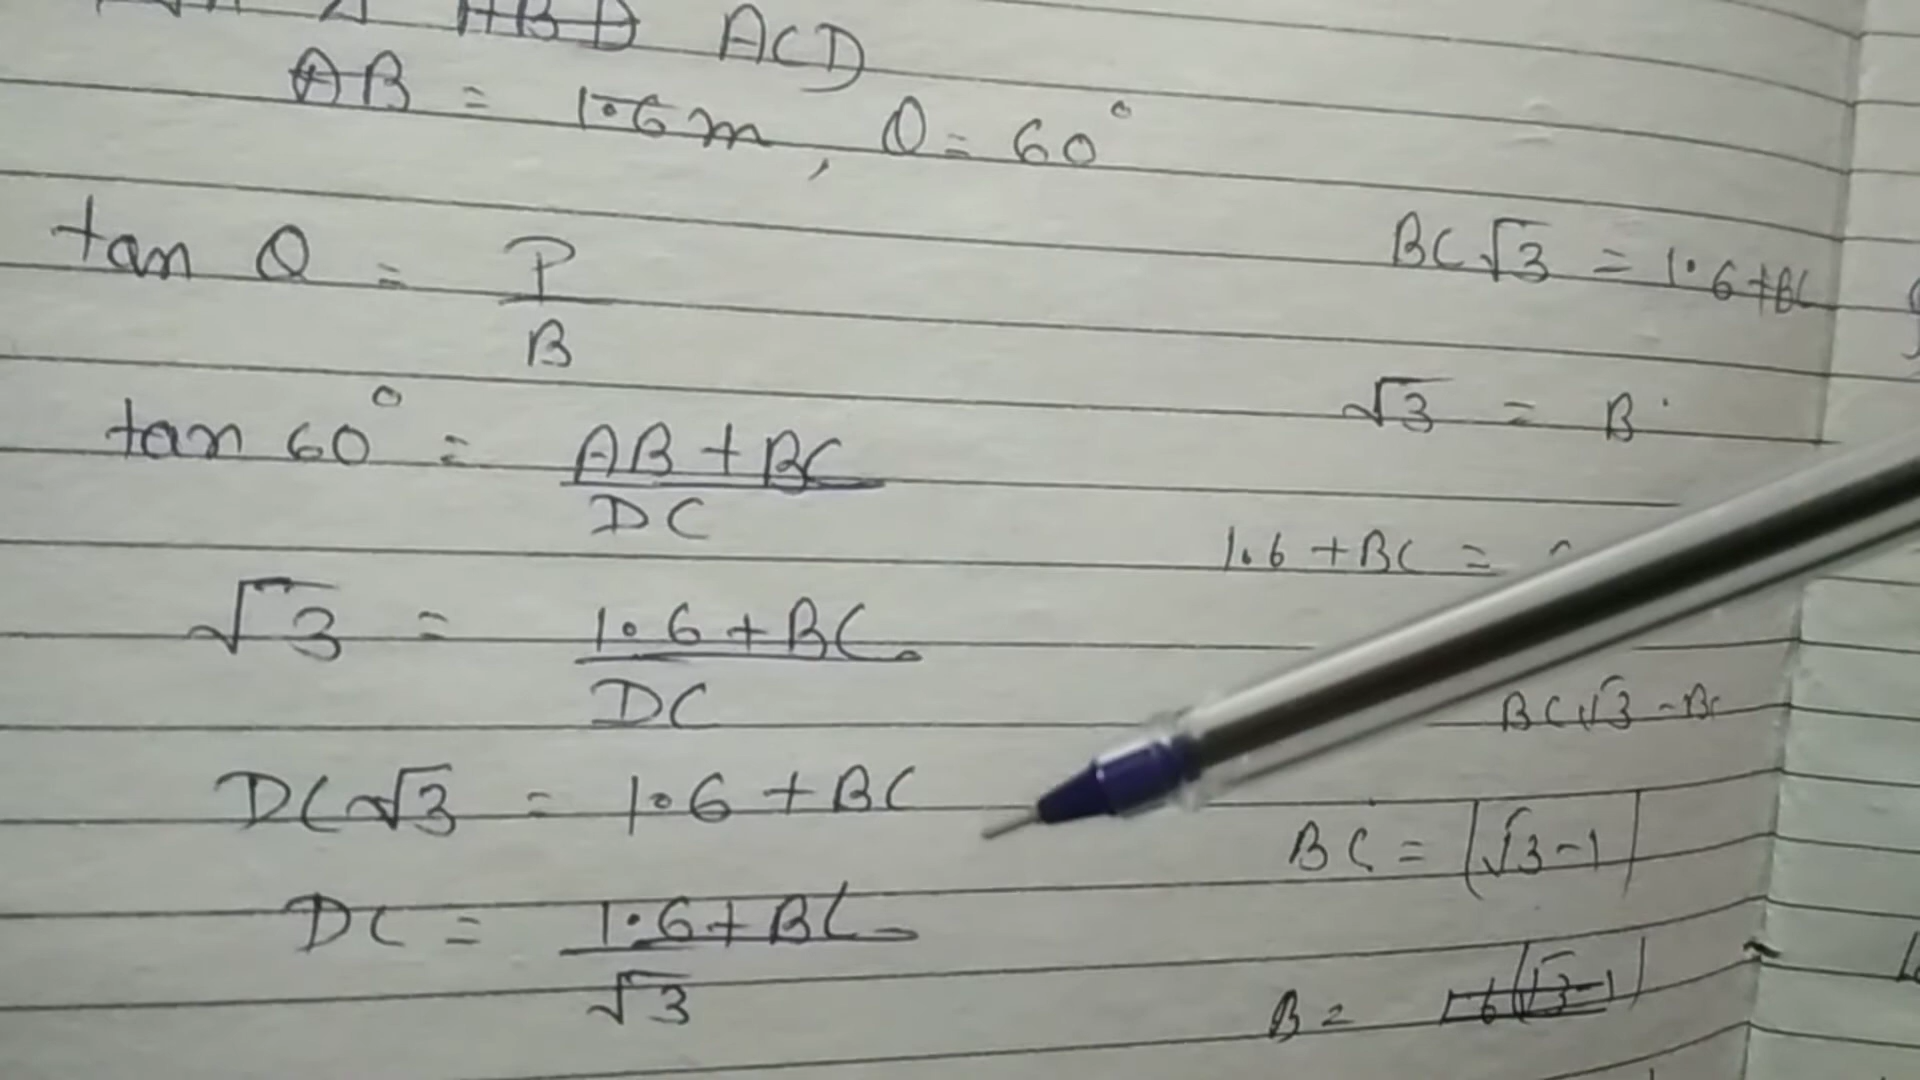 ACD
AB = 1.6m, θ = 60°
tan θ = P
B
tan 60° = AB + BC
DC
√3 = 1.6 + BC
DC
DC√3 = 1.6 + BC
DC = 1.6 + BC
√3
BC√3 = 1.6 + BC
√3 = B
1.6 + BC =
BC√3 - BC
BC = (√3 - 1)
B =